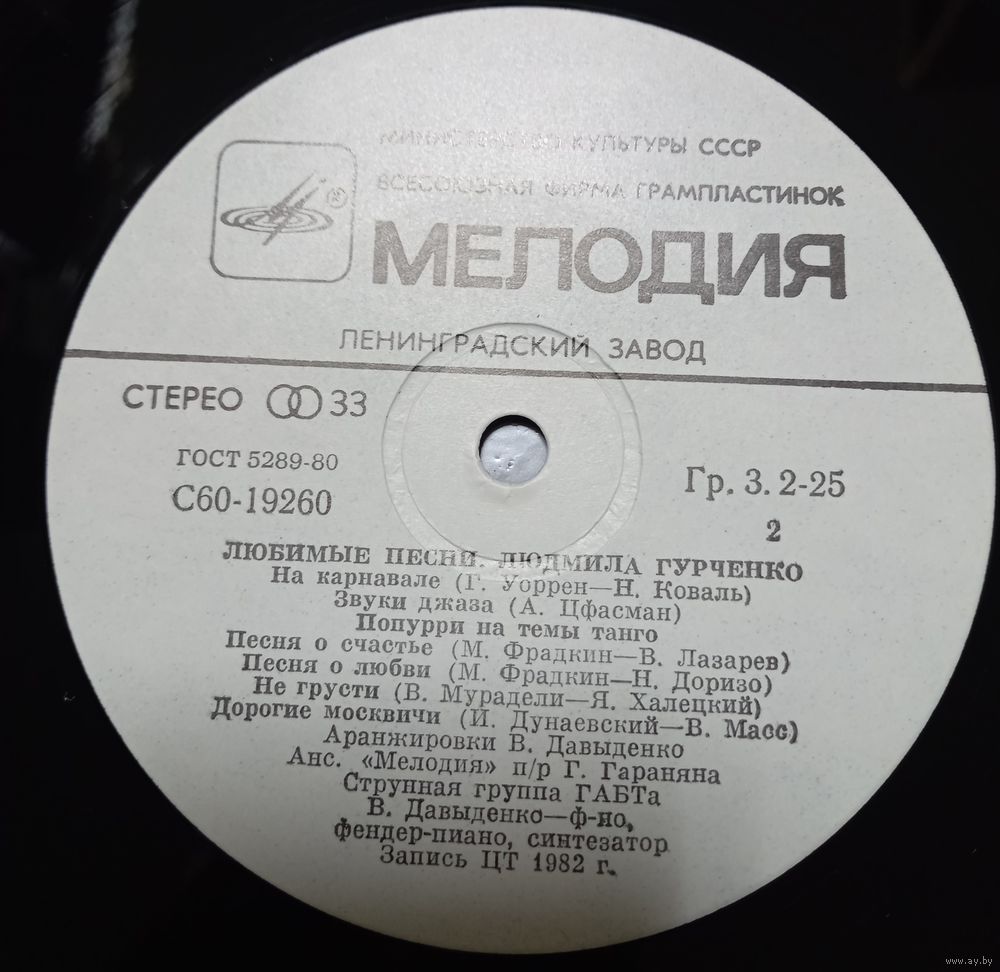 МИНИСТЕРСТВО КУЛЬТУРЫ СССР
ВСЕСОЮЗНАЯ ФИРМА ГРАМПЛАСТИНОК
МЕЛОДИЯ
ЛЕНИНГРАДСКИЙ ЗАВОД
СТЕРЕО 33
ГОСТ 5289-80
С60-19260
Гр. 3. 2-25
2
ЛЮБИМЫЕ ПЕСНИ. ЛЮДМИЛА ГУРЧЕНКО
На карнавале (Г. Уоррен—Н. Коваль)
Звуки джаза (А. Цфасман)
Попурри на темы танго
Песня о счастье (М. Фрадкин—В. Лазарев)
Песня о любви (М. Фрадкин—Н. Доризо)
Не грусти (В. Мурадели—Я. Халецкий)
Дорогие москвичи (И. Дунаевский—В. Масс)
Аранжировки В. Давыденко
Анс. «Мелодия» п/р Г. Гараняна
Струнная группа ГАБТа
В. Давыденко—ф-но,
фендер-пиано, синтезатор
Запись ЦТ 1982 г.
www.ay.by